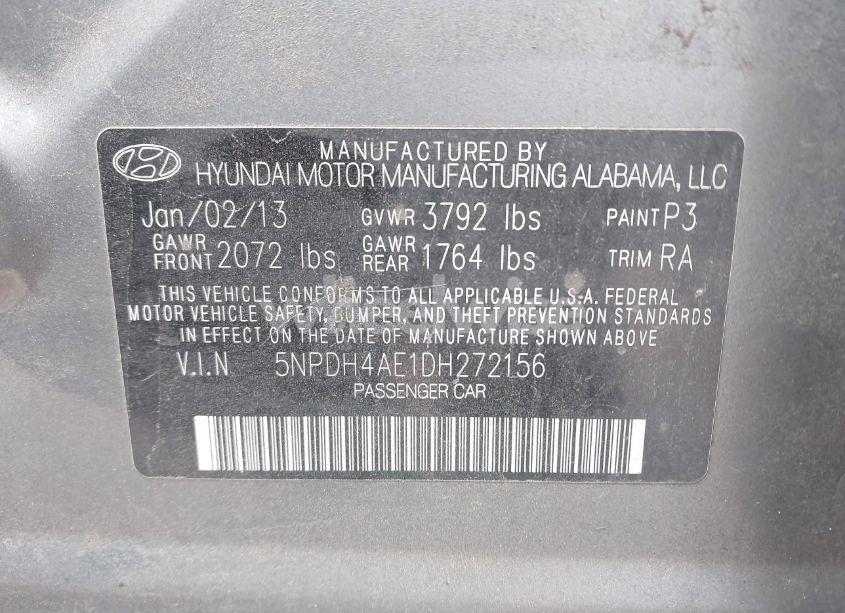 MANUFACTURED BY
HYUNDAI MOTOR MANUFACTURING ALABAMA, LLC
Jan/02/13 GVWR 3792 lbs PAINT P3
GAWR FRONT 2072 lbs GAWR REAR 1764 lbs TRIM RA
THIS VEHICLE CONFORMS TO ALL APPLICABLE U.S.A. FEDERAL
MOTOR VEHICLE SAFETY, BUMPER, AND THEFT PREVENTION STANDARDS
IN EFFECT ON THE DATE OF MANUFACTURE SHOWN ABOVE
V.I.N 5NPDH4AE1DH272156
PASSENGER CAR